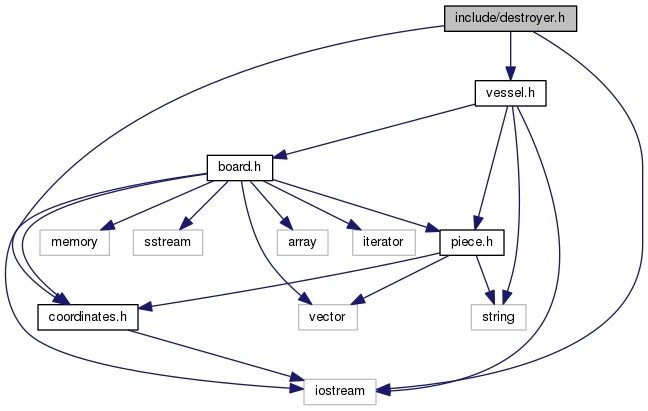 include/destroyer.h
vessel.h
board.h
memory
sstream
array
iterator
piece.h
coordinates.h
vector
string
iostream